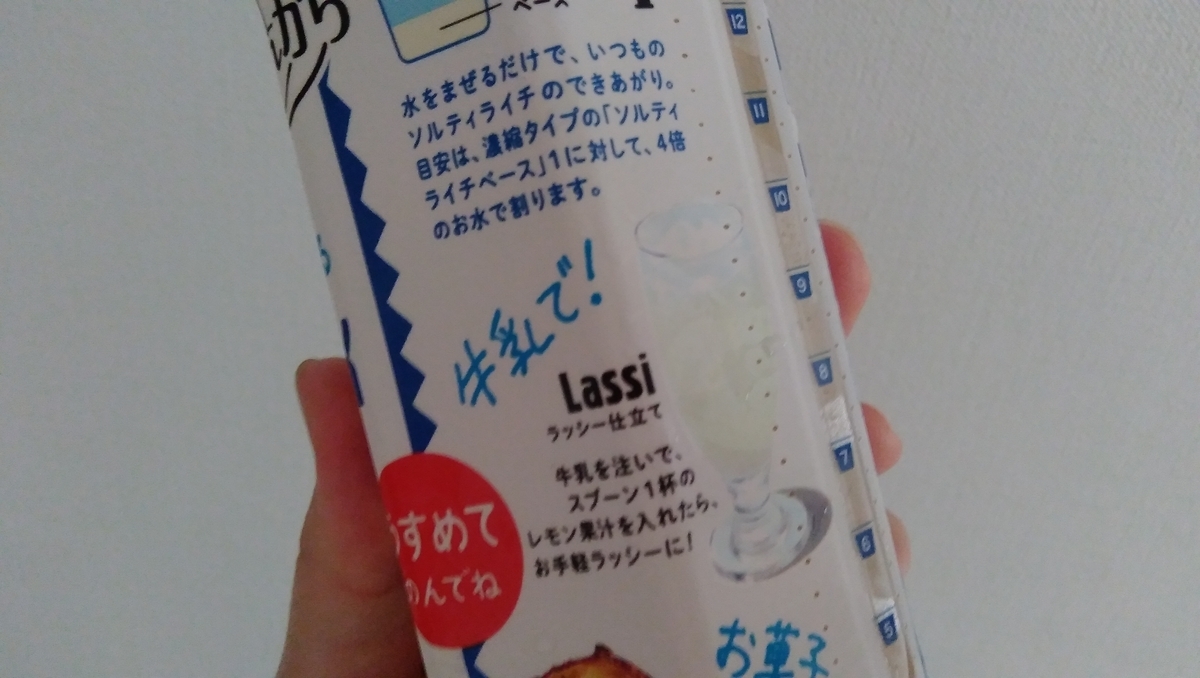 から
ベース
水をまぜるだけで、いつもの
ソルティライチのできあがり。
目安は、濃縮タイプの「ソルティ
ライチベース」1に対して、4倍
のお水で割ります。
牛乳で!
Lassi
ラッシー仕立て
牛乳を注いで、
スプーン1杯の
レモン果汁を入れたら、
お手軽ラッシーに!
うすめて
のんでね
お菓子
12
11
10
9
8
7
6
5